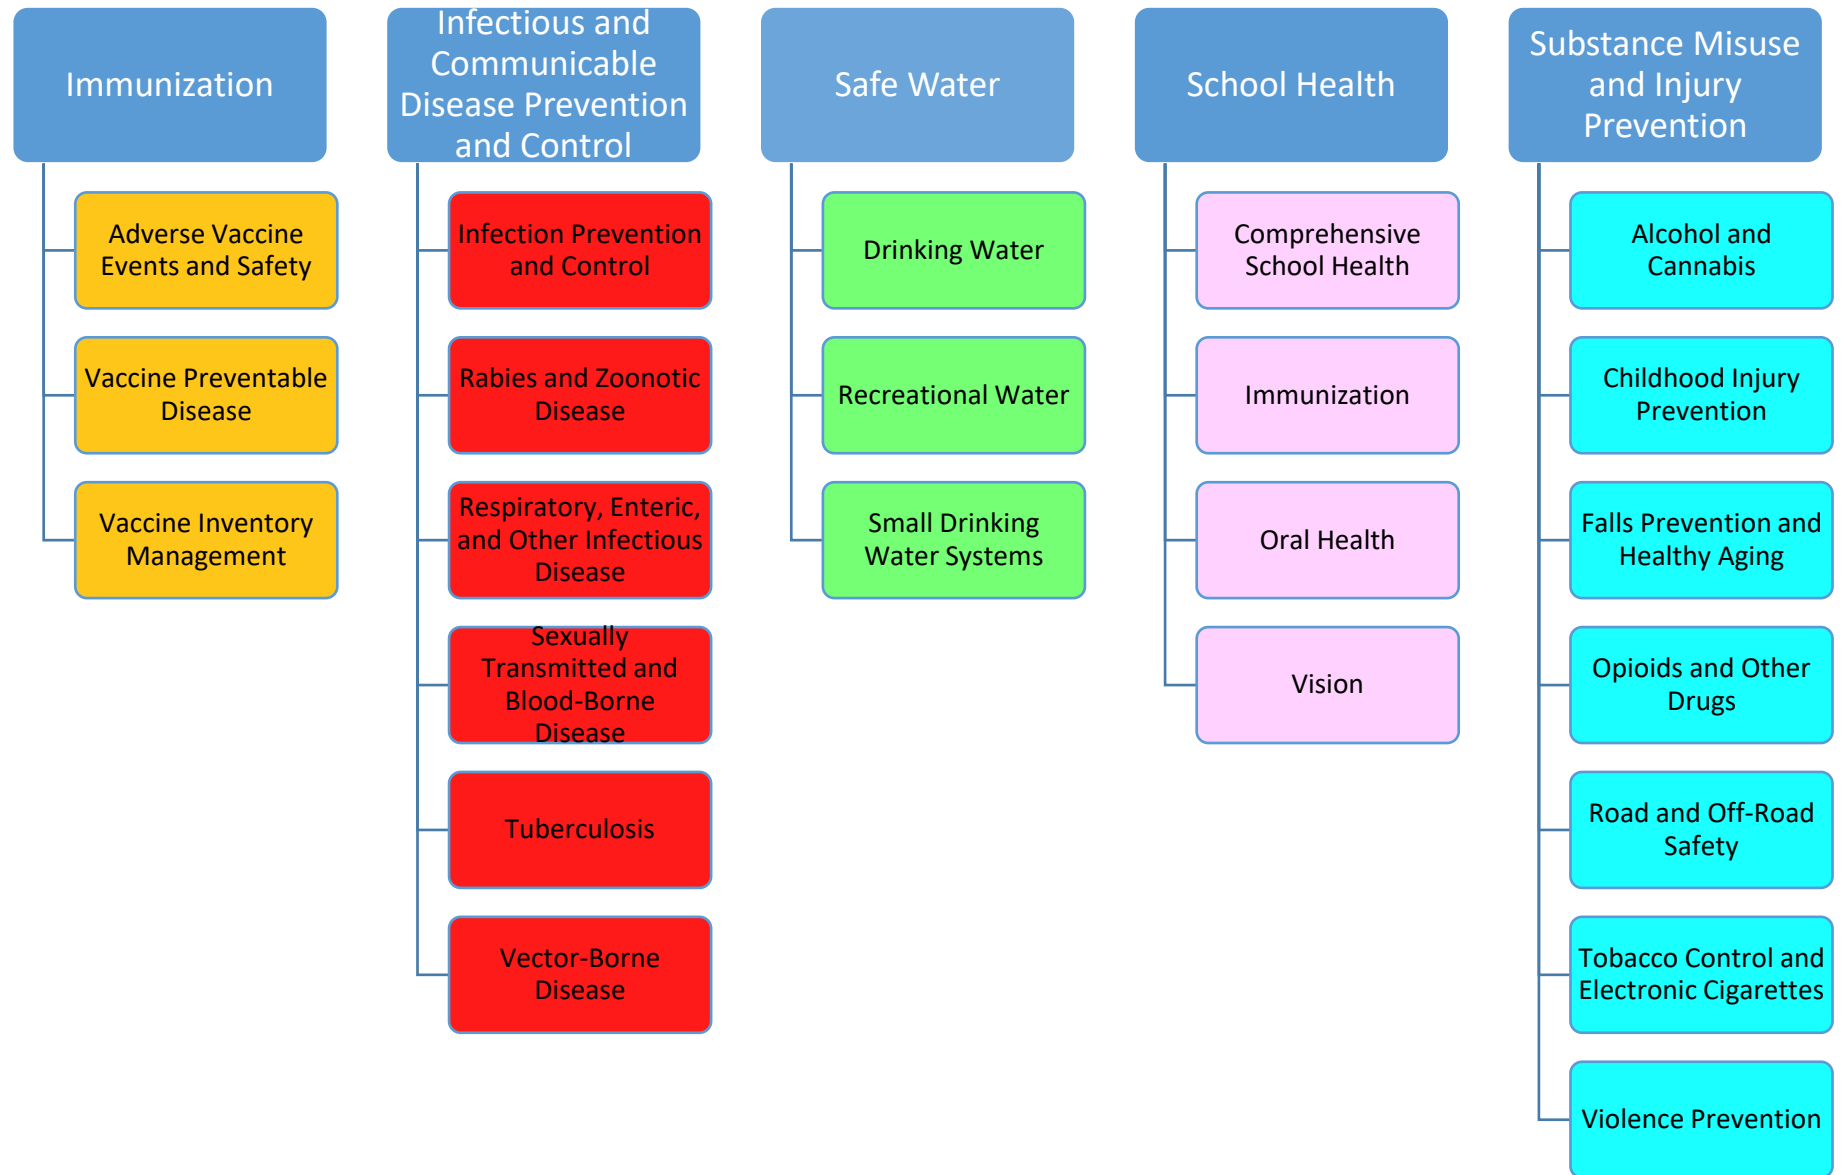 Immunization
Adverse Vaccine
Events and Safety
Vaccine Preventable
Disease
Vaccine Inventory
Management
Infectious and
Communicable
Disease Prevention
and Control
Infection Prevention
and Control
Rabies and Zoonotic
Disease
Respiratory, Enteric,
and Other Infectious
Disease
Sexually
Transmitted and
Blood-Borne
Disease
Tuberculosis
Vector-Borne
Disease
Safe Water
Drinking Water
Recreational Water
Small Drinking
Water Systems
School Health
Comprehensive
School Health
Immunization
Oral Health
Vision
Substance Misuse
and Injury
Prevention
Alcohol and
Cannabis
Childhood Injury
Prevention
Falls Prevention and
Healthy Aging
Opioids and Other
Drugs
Road and Off-Road
Safety
Tobacco Control and
Electronic Cigarettes
Violence Prevention